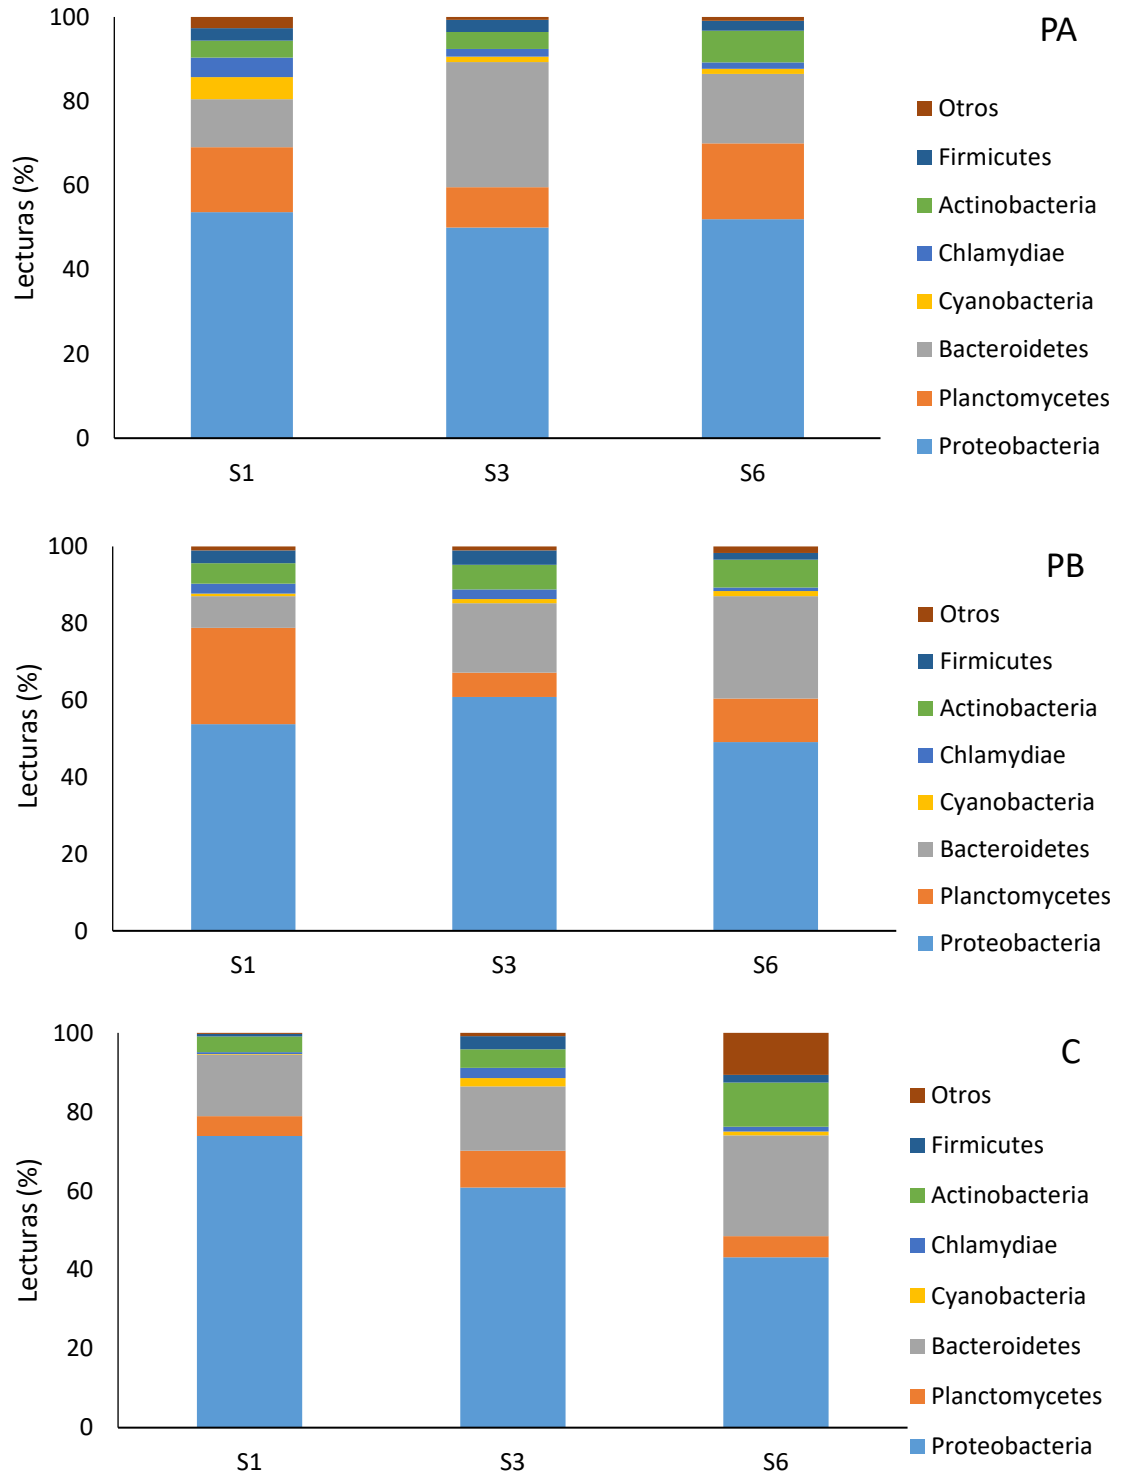 PA
Lecturas (%)
100
80
60
40
20
0
S1 S3 S6
Otros
Firmicutes
Actinobacteria
Chlamydiae
Cyanobacteria
Bacteroidetes
Planctomycetes
Proteobacteria
PB
Lecturas (%)
100
80
60
40
20
0
S1 S3 S6
Otros
Firmicutes
Actinobacteria
Chlamydiae
Cyanobacteria
Bacteroidetes
Planctomycetes
Proteobacteria
C
Lecturas (%)
100
80
60
40
20
0
S1 S3 S6
Otros
Firmicutes
Actinobacteria
Chlamydiae
Cyanobacteria
Bacteroidetes
Planctomycetes
Proteobacteria